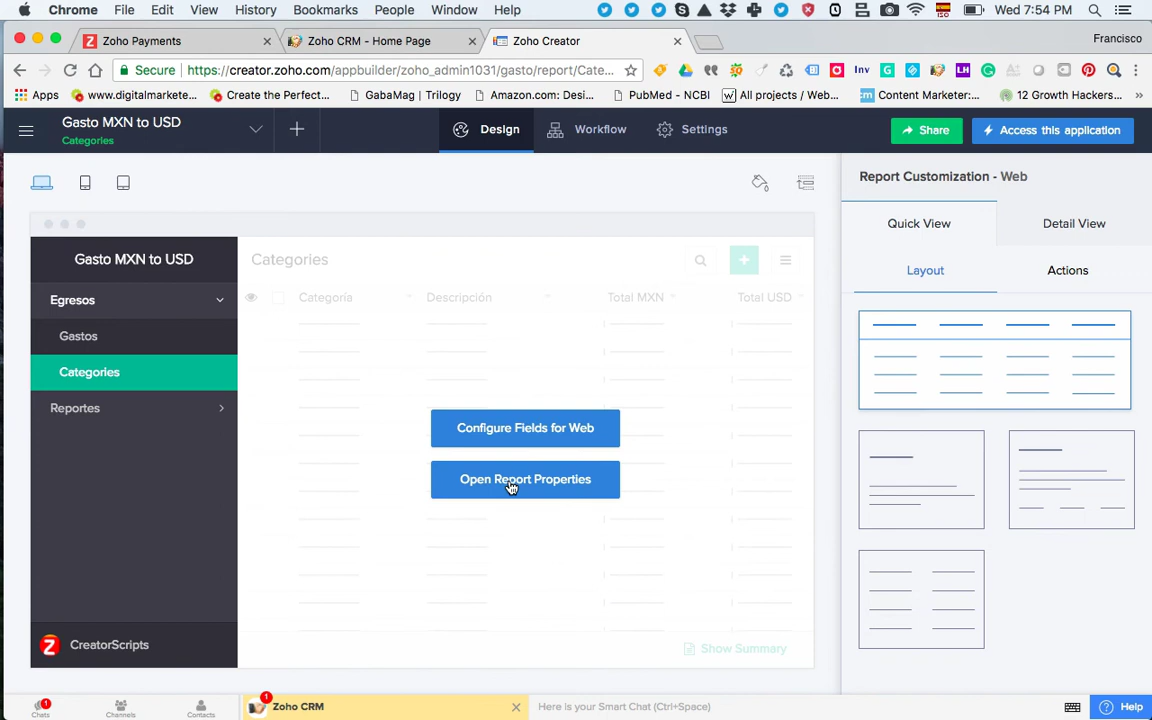 Chrome File Edit View History Bookmarks People Window Help Wed 7:54 PM
Zoho Payments Zoho CRM - Home Page Zoho Creator Francisco
Secure https://creator.zoho.com/appbuilder/zoho_admin1031/gasto/report/Cate...
Apps www.digitalmarkete... Create the Perfect... GabaMag | Trilogy Amazon.com: Desi... PubMed - NCBI All projects / Web... Content Marketer:... 12 Growth Hackers...
Gasto MXN to USD
Categories
Design Workflow Settings Share Access this application
Report Customization - Web
Quick View Detail View
Layout Actions
Gasto MXN to USD
Egresos
Gastos
Categories
Reportes
CreatorScripts
Categories
Categoría Descripción Total MXN Total USD
Configure Fields for Web
Open Report Properties
Show Summary
Chats 1 Channels Contacts
1 Zoho CRM
Here is your Smart Chat (Ctrl+Space)
Help